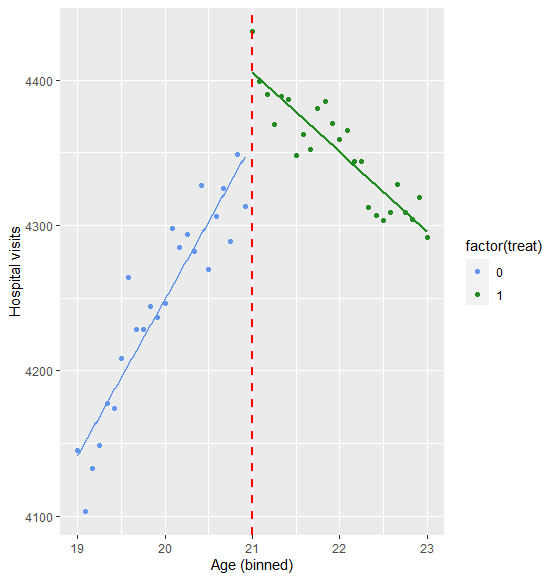 4400
4300
4200
4100
Hospital visits
19 20 21 22 23
Age (binned)
factor(treat)
0
1